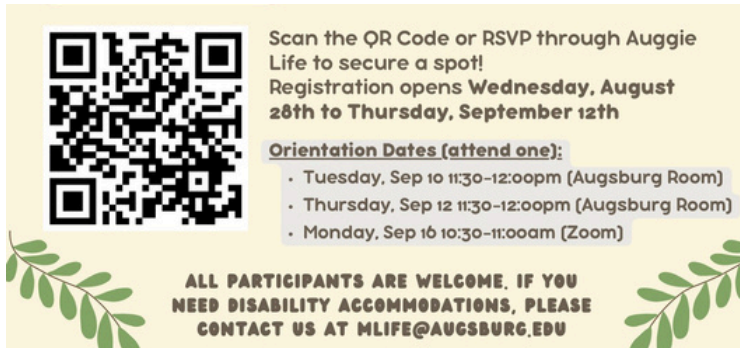 Scan the QR Code or RSVP through Auggie
Life to secure a spot!
Registration opens Wednesday, August
28th to Thursday, September 12th
Orientation Dates (attend one):
• Tuesday, Sep 10 11:30-12:00pm (Augsburg Room)
• Thursday, Sep 12 11:30-12:00pm (Augsburg Room)
• Monday, Sep 16 10:30-11:00am (Zoom)
ALL PARTICIPANTS ARE WELCOME. IF YOU
NEED DISABILITY ACCOMMODATIONS, PLEASE
CONTACT US AT MLIFE@AUGSBURG.EDU